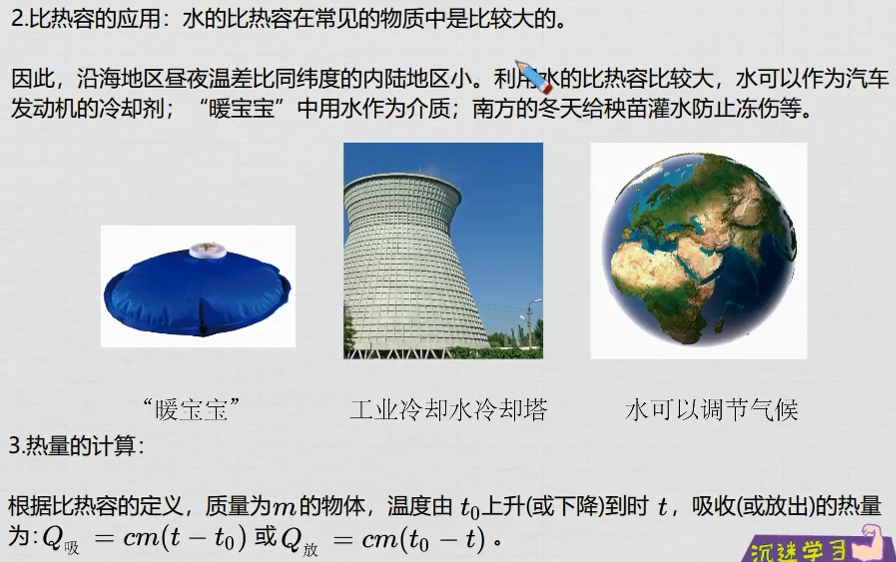 2.比热容的应用：水的比热容在常见的物质中是比较大的。
因此，沿海地区昼夜温差比同纬度的内陆地区小。利用水的比热容比较大，水可以作为汽车
发动机的冷却剂；“暖宝宝”中用水作为介质；南方的冬天给秧苗灌水防止冻伤等。
“暖宝宝” 工业冷却水冷却塔 水可以调节气候
3.热量的计算：
根据比热容的定义，质量为m的物体，温度由 t₀上升(或下降)到时 t，吸收(或放出)的热量
为：Q吸 = cm(t − t₀) 或 Q放 = cm(t₀ − t) 。
沉迷学习